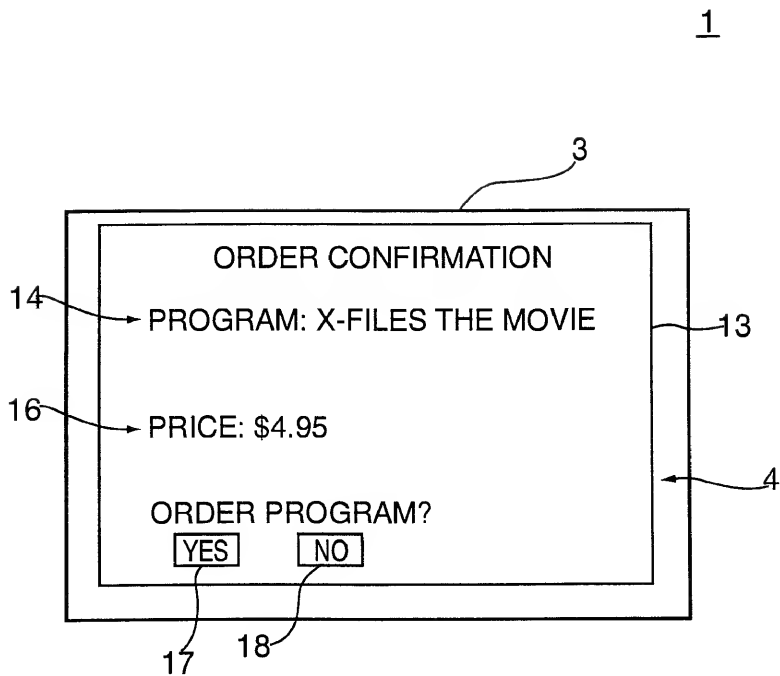 1
3
ORDER CONFIRMATION
14
PROGRAM: X-FILES THE MOVIE
13
16
PRICE: $4.95
4
ORDER PROGRAM?
YES NO
17
18